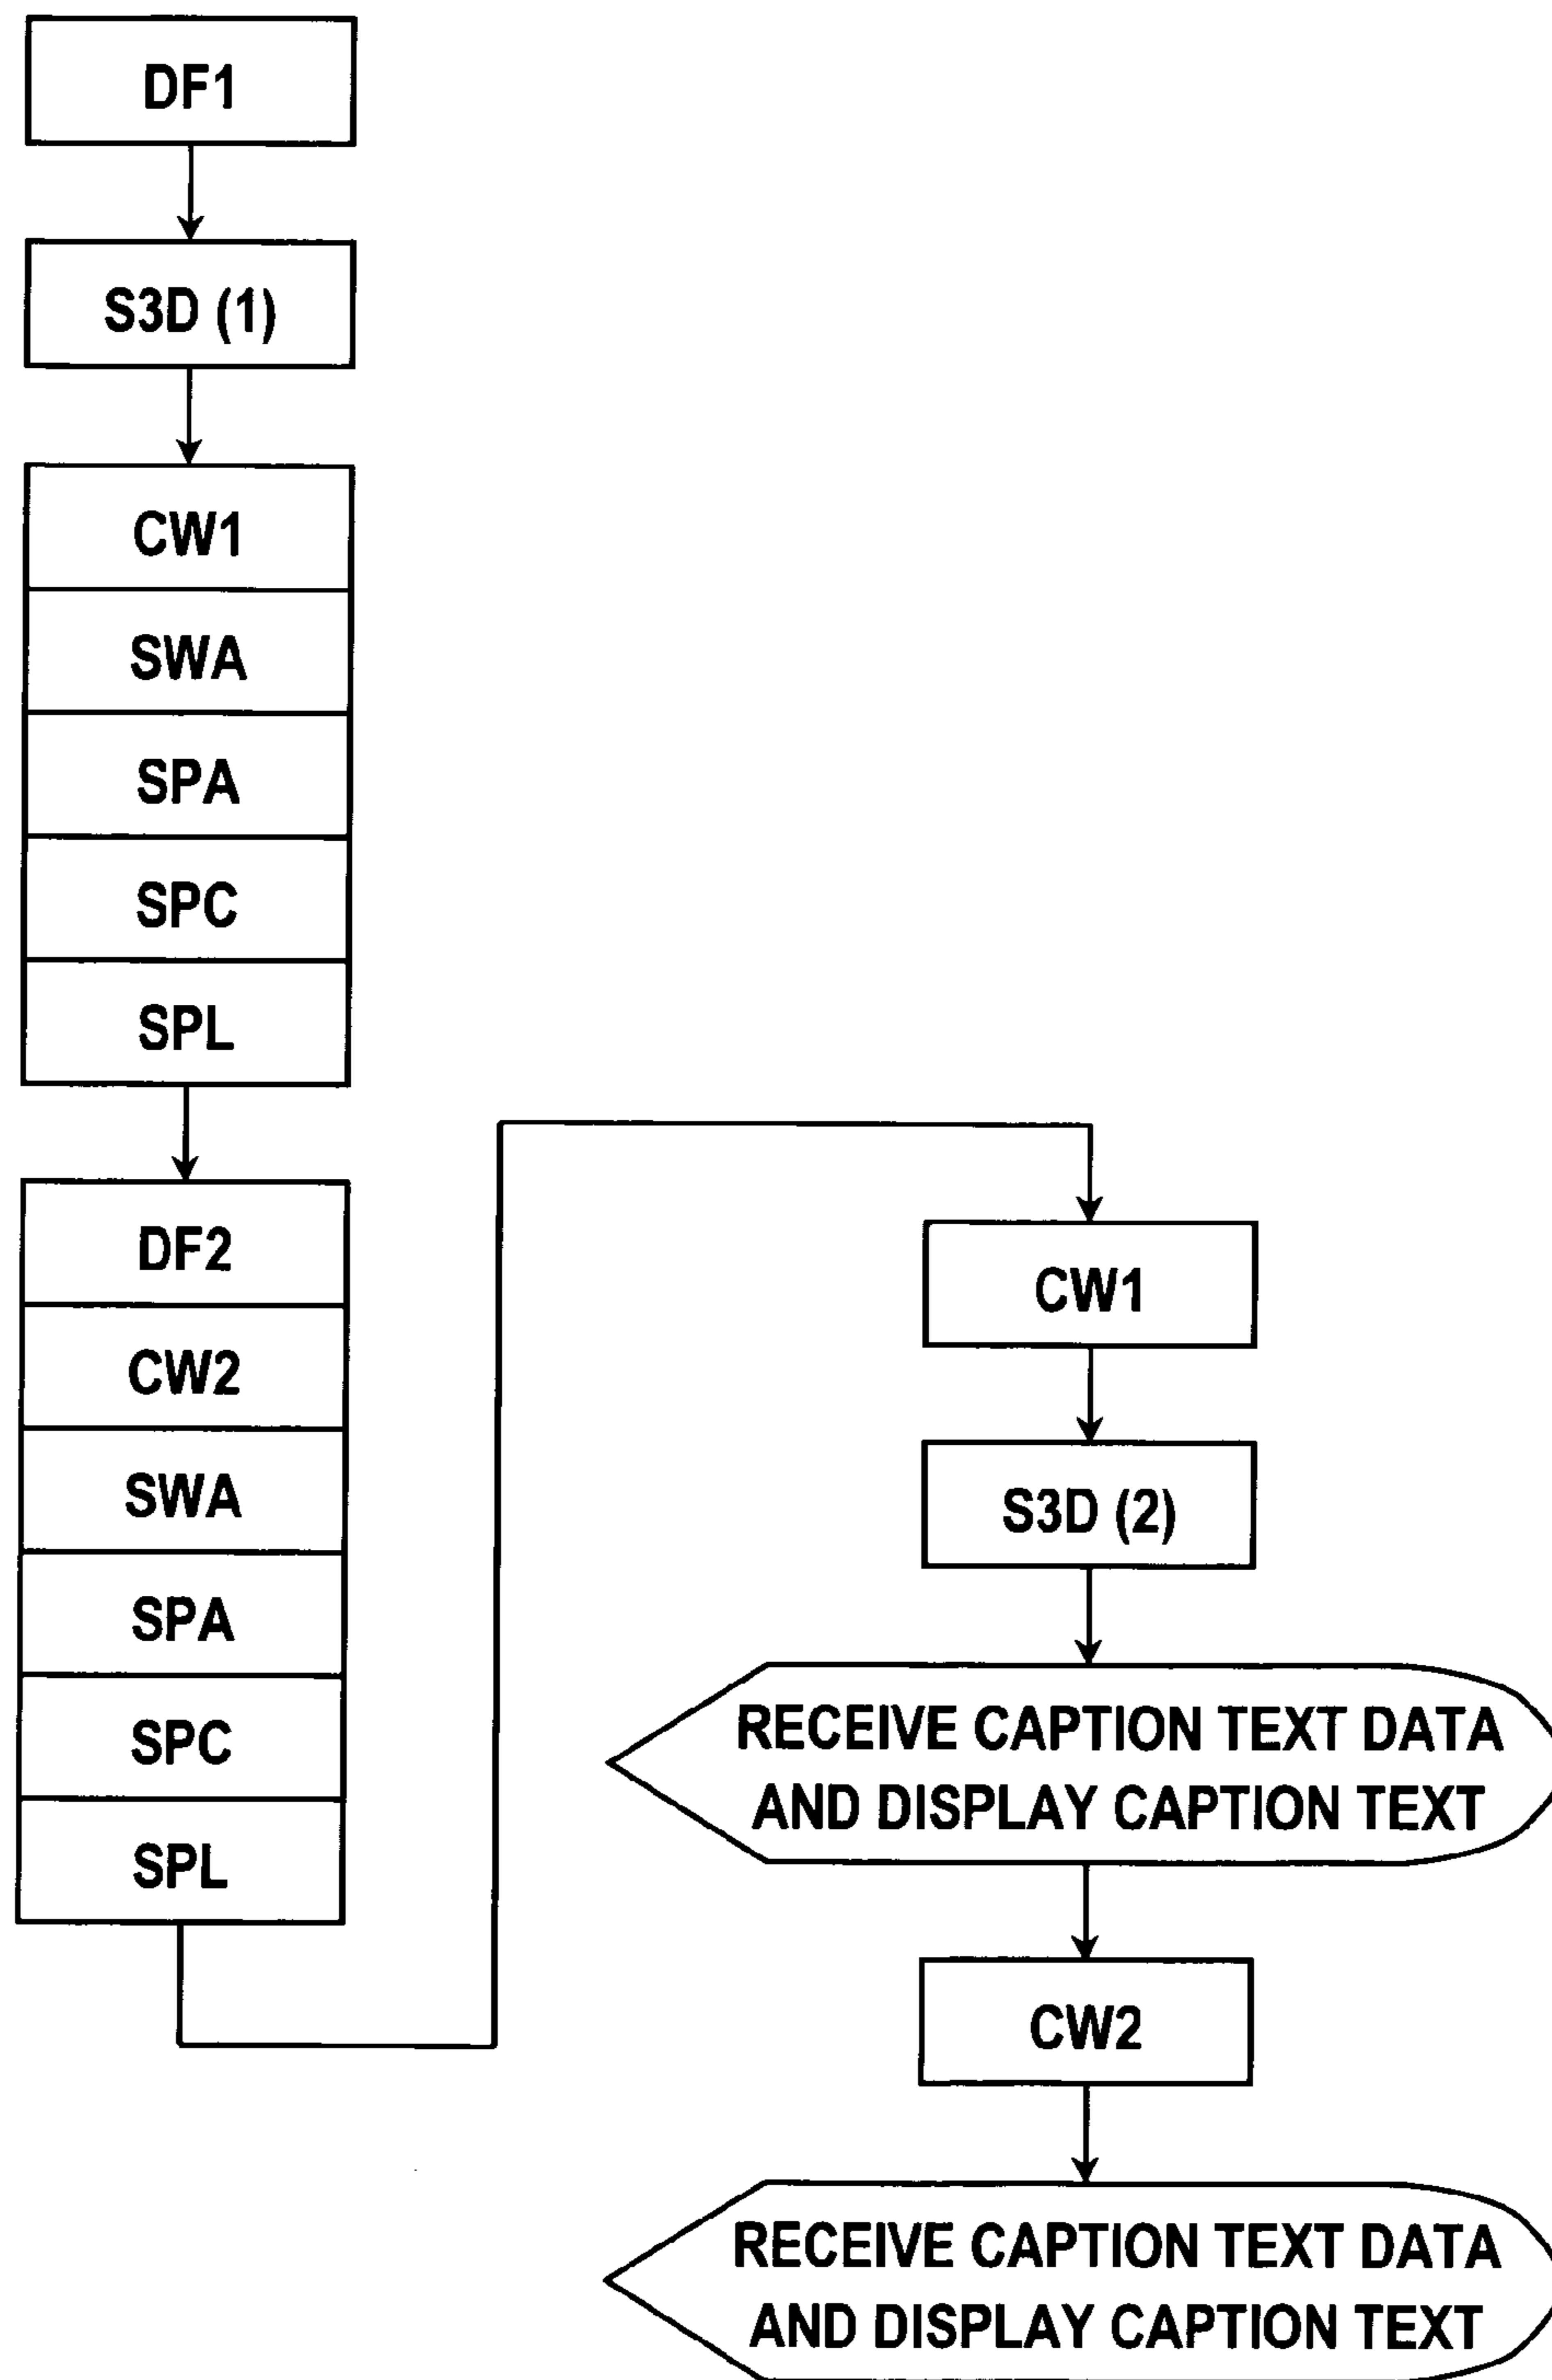 DF1
S3D (1)
CW1
SWA
SPA
SPC
SPL
DF2
CW2
SWA
SPA
SPC
SPL
CW1
S3D (2)
RECEIVE CAPTION TEXT DATA
AND DISPLAY CAPTION TEXT
CW2
RECEIVE CAPTION TEXT DATA
AND DISPLAY CAPTION TEXT